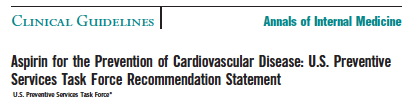 CLINICAL GUIDELINES
Annals of Internal Medicine
Aspirin for the Prevention of Cardiovascular Disease: U.S. Preventive
Services Task Force Recommendation Statement
U.S. Preventive Services Task Force*